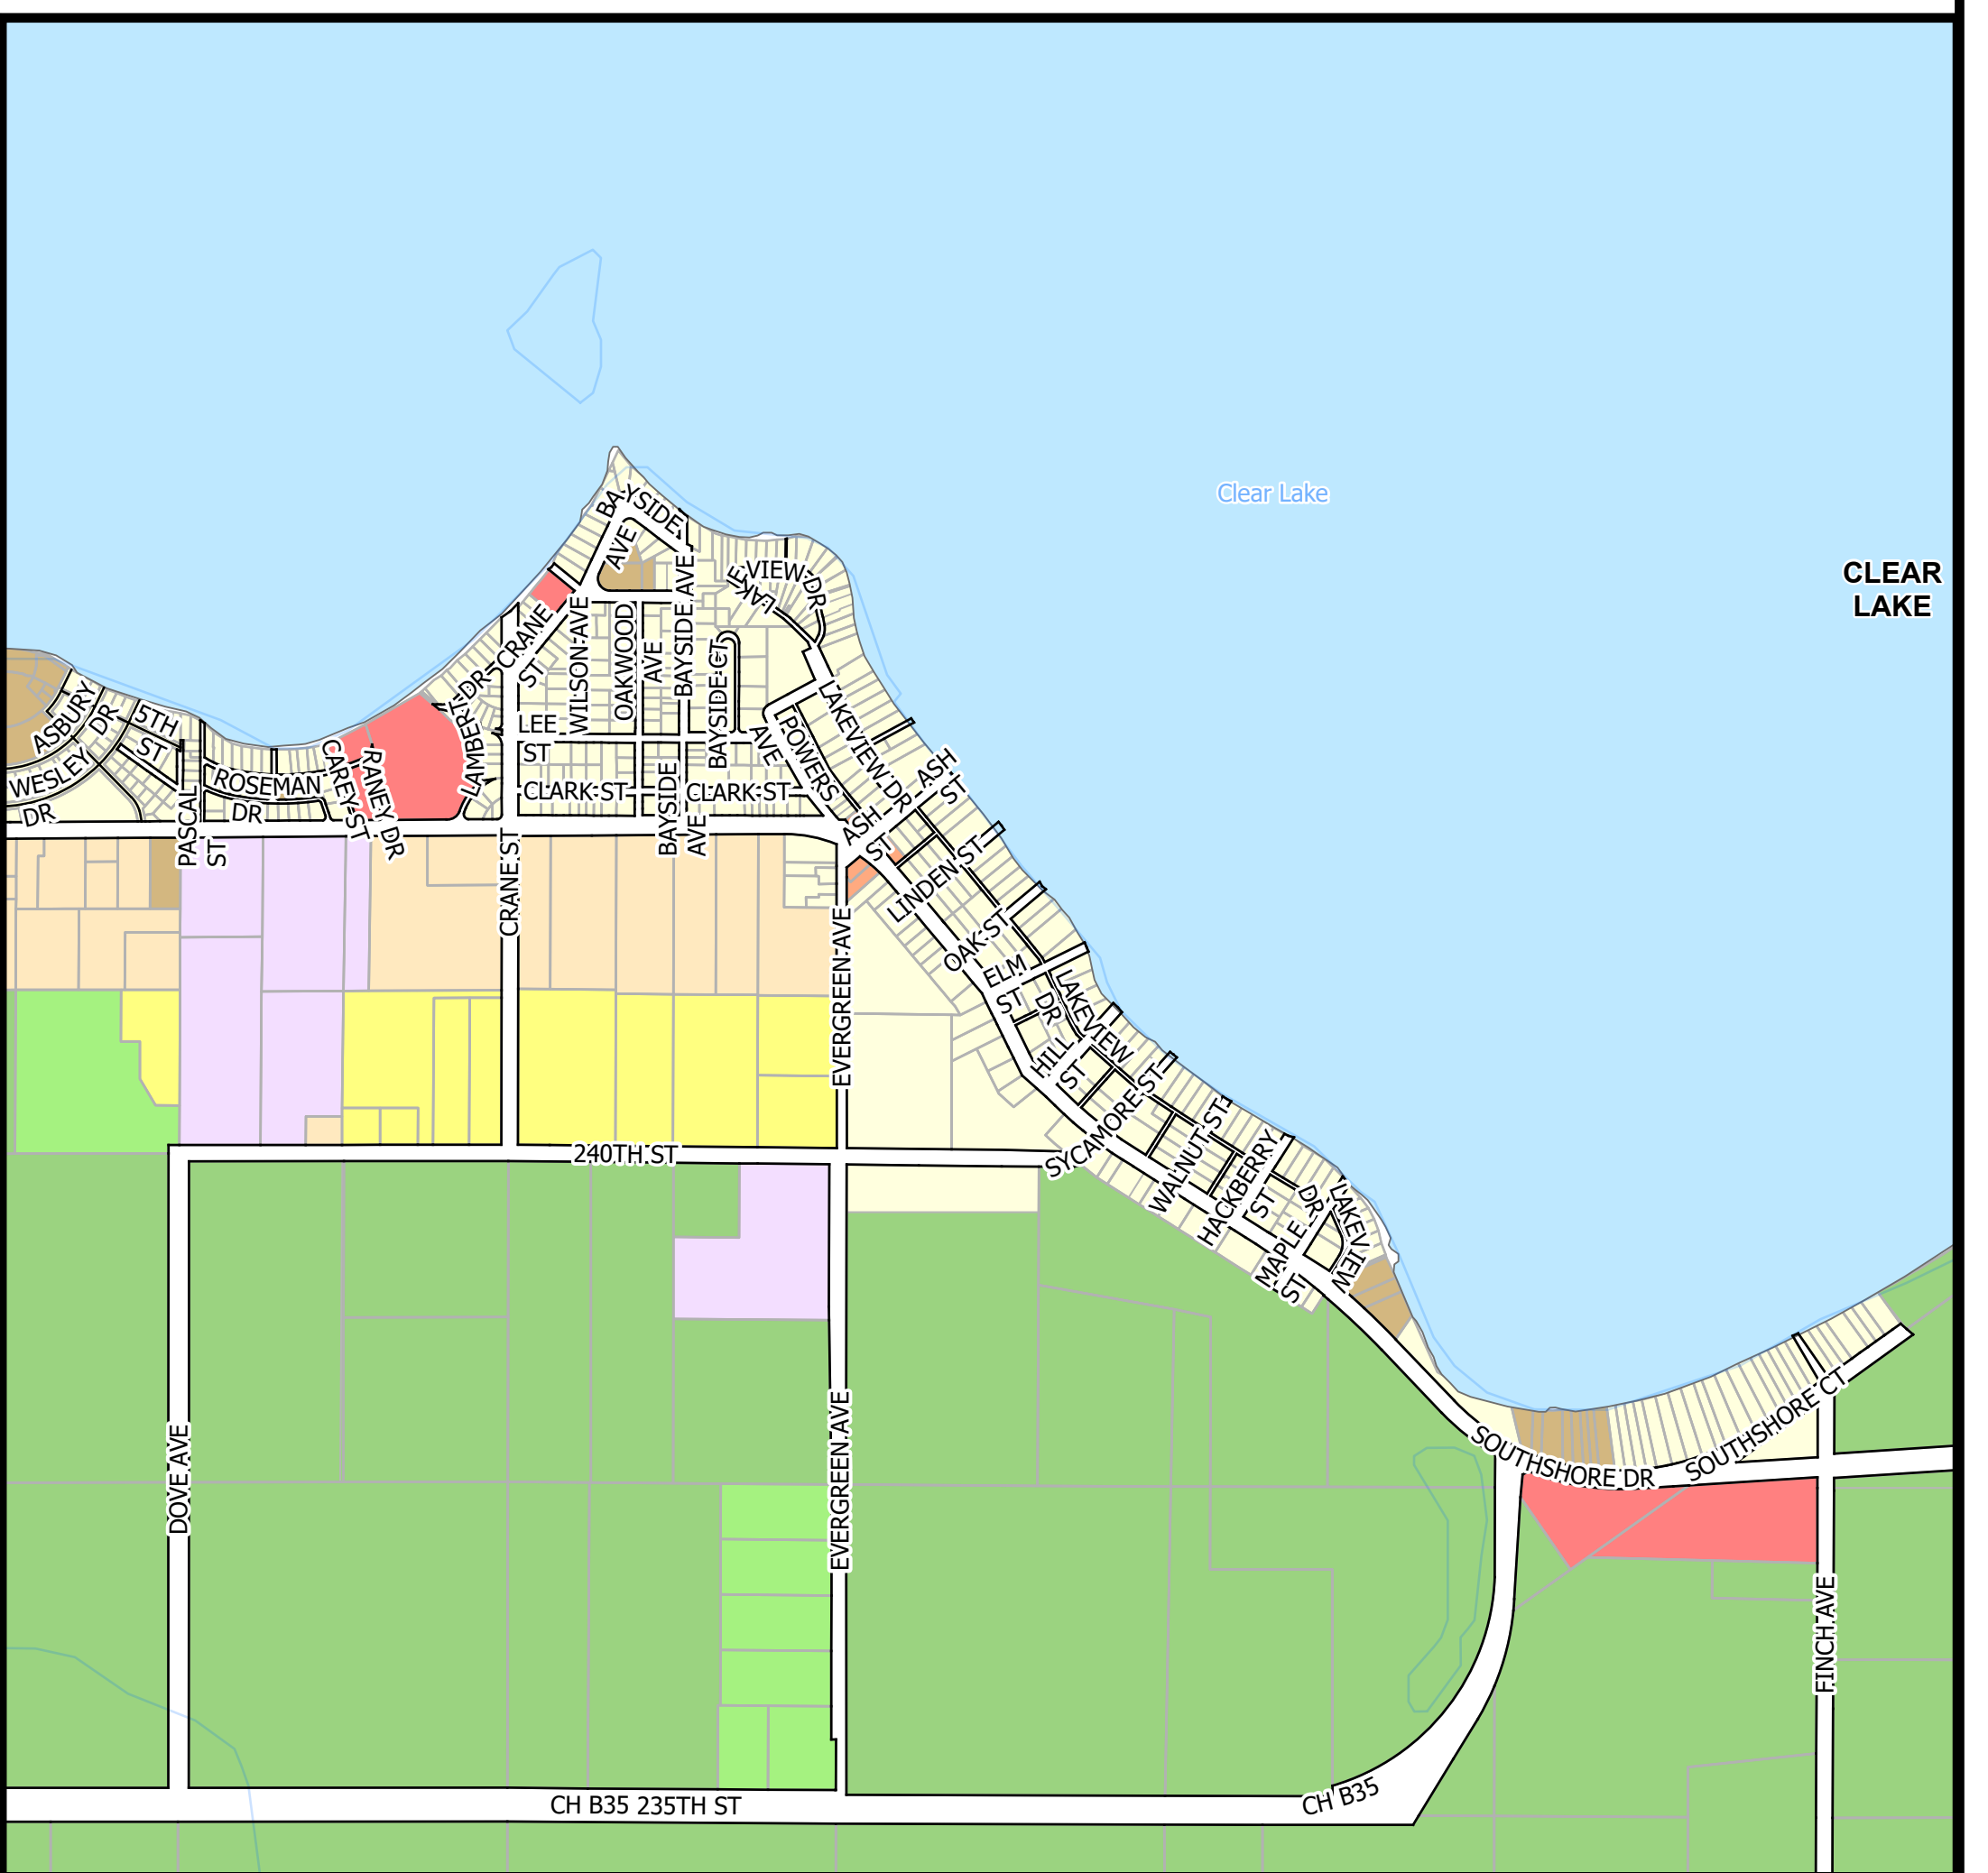 Clear Lake
CLEAR
LAKE
BAYSIDE
AVE
VIEW DR
LAKE
CRANE
ST
WILSON AVE
OAKWOOD
AVE
BAYSIDE AVE
BAYSIDE CT
LAMBERT DR
LEE
ST
CLARK ST
CLARK ST
BAYSIDE
AVE
POWERS
AVE
LAKEVIEW DR
ASH
ST
ASH
ST
ASBURY
DR
WESLEY
DR
5TH
ST
PASCAL
ST
ROSEMAN
DR
CAREY ST
RANEY DR
CRANE ST
LINDEN ST
OAK ST
ELM
ST
LAKEVIEW
DR
HILL
ST
SYCAMORE ST
WALNUT ST
HACKBERRY
ST
MAPLE
ST
LAKEVIEW
DR
EVERGREEN AVE
240TH ST
DOVE AVE
EVERGREEN AVE
SOUTHSHORE DR
SOUTHSHORE CT
FINCH AVE
CH B35 235TH ST
CH B35